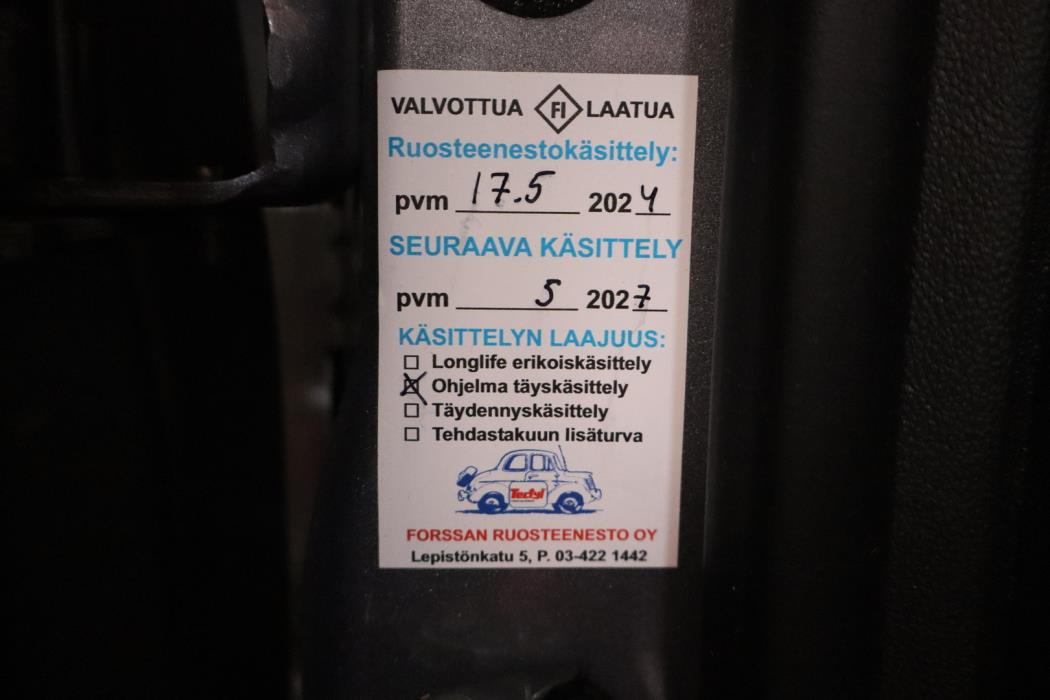 VALVOTTUA FI LAATUA
Ruosteenestokäsittely:
pvm 17.5 2024
SEURAAVA KÄSITTELY
pvm 5 2027
KÄSITTELYN LAAJUUS:
☐ Longlife erikoiskäsittely
☒ Ohjelma täyskäsittely
☐ Täydennyskäsittely
☐ Tehdastakuun lisäturva
Tectyl
FORSSAN RUOSTEENESTO OY
Lepistönkatu 5, P. 03-422 1442